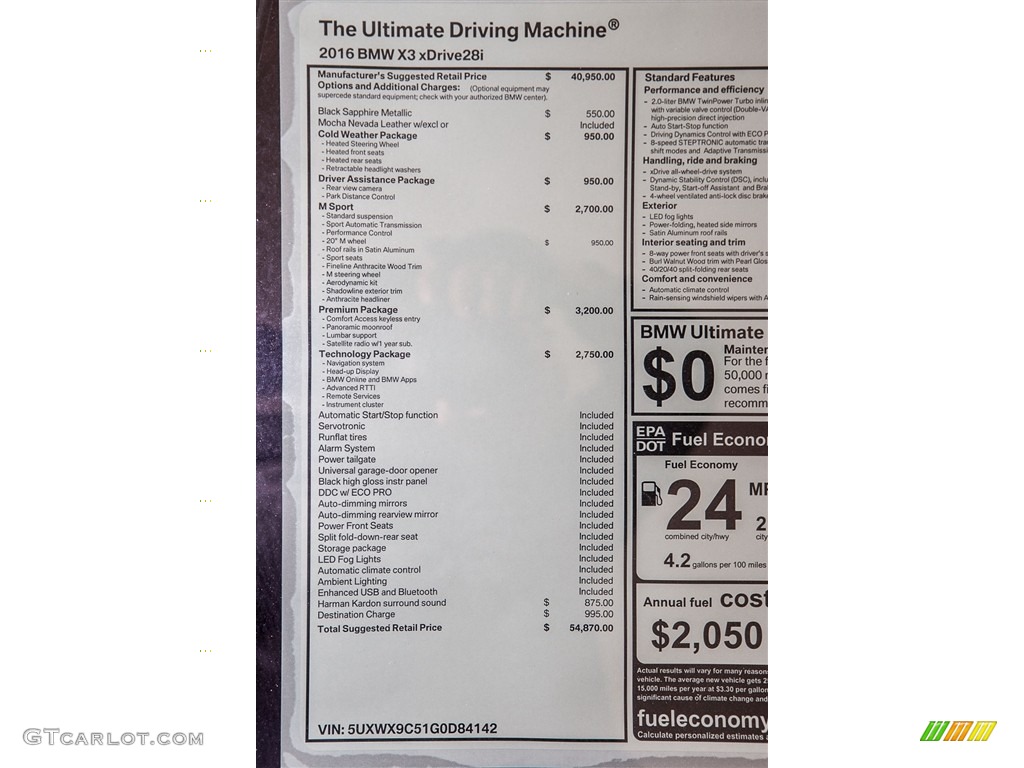 The Ultimate Driving Machine®
2016 BMW X3 xDrive28i
Manufacturer's Suggested Retail Price $ 40,950.00
Options and Additional Charges: (Optional equipment may
supercede standard equipment; check with your authorized BMW center).
Black Sapphire Metallic $ 550.00
Mocha Nevada Leather w/excl or Included
Cold Weather Package $ 950.00
- Heated Steering Wheel
- Heated front seats
- Heated rear seats
- Retractable headlight washers
Driver Assistance Package $ 950.00
- Rear view camera
- Park Distance Control
M Sport $ 2,700.00
- Standard suspension
- Sport Automatic Transmission
- Performance Control
- 20" M wheel $ 950.00
- Roof rails in Satin Aluminum
- Sport seats
- Fineline Anthracite Wood Trim
- M steering wheel
- Aerodynamic kit
- Shadowline exterior trim
- Anthracite headliner
Premium Package $ 3,200.00
- Comfort Access keyless entry
- Panoramic moonroof
- Lumbar support
- Satellite radio w/1 year sub.
Technology Package $ 2,750.00
- Navigation system
- Head-up Display
- BMW Online and BMW Apps
- Advanced RTTI
- Remote Services
- Instrument cluster
Automatic Start/Stop function Included
Servotronic Included
Runflat tires Included
Alarm System Included
Power tailgate Included
Universal garage-door opener Included
Black high gloss instr panel Included
DDC w/ ECO PRO Included
Auto-dimming mirrors Included
Auto-dimming rearview mirror Included
Power Front Seats Included
Split fold-down-rear seat Included
Storage package Included
LED Fog Lights Included
Automatic climate control Included
Ambient Lighting Included
Enhanced USB and Bluetooth Included
Harman Kardon surround sound $ 875.00
Destination Charge $ 995.00
Total Suggested Retail Price $ 54,870.00
VIN: 5UXWX9C51G0D84142
Standard Features
Performance and efficiency
- 2.0-liter BMW TwinPower Turbo
with variable valve control
high-precision direct injection
- Auto Start-Stop function
- Driving Dynamics Control with ECO
- 8-speed STEPTRONIC automatic
shift modes and Adaptive
Handling, ride and braking
- xDrive all-wheel-drive system
- Dynamic Stability Control (DSC),
Stand-by, Start-off Assistant and
- 4-wheel ventilated anti-lock disc
Exterior
- LED fog lights
- Power-folding, heated side mirrors
- Satin Aluminum roof rails
Interior seating and trim
- 8-way power front seats with driver's
- Burl Walnut Wood trim with Pearl
- 40/20/40 split-folding rear seats
Comfort and convenience
- Automatic climate control
- Rain-sensing windshield wipers with
BMW Ultimate
$0
For the
50,000
comes
EPA
DOT Fuel
Fuel Economy
24
combined city/hwy
city
4.2 gallons per 100 miles
Annual fuel
$2,050
Actual results will vary for many
vehicle. The average new vehicle gets
15,000 miles per year at $3.30 per
significant cause of climate change and
fueleconomy
Calculate personalized estimates
GTCarlot.com